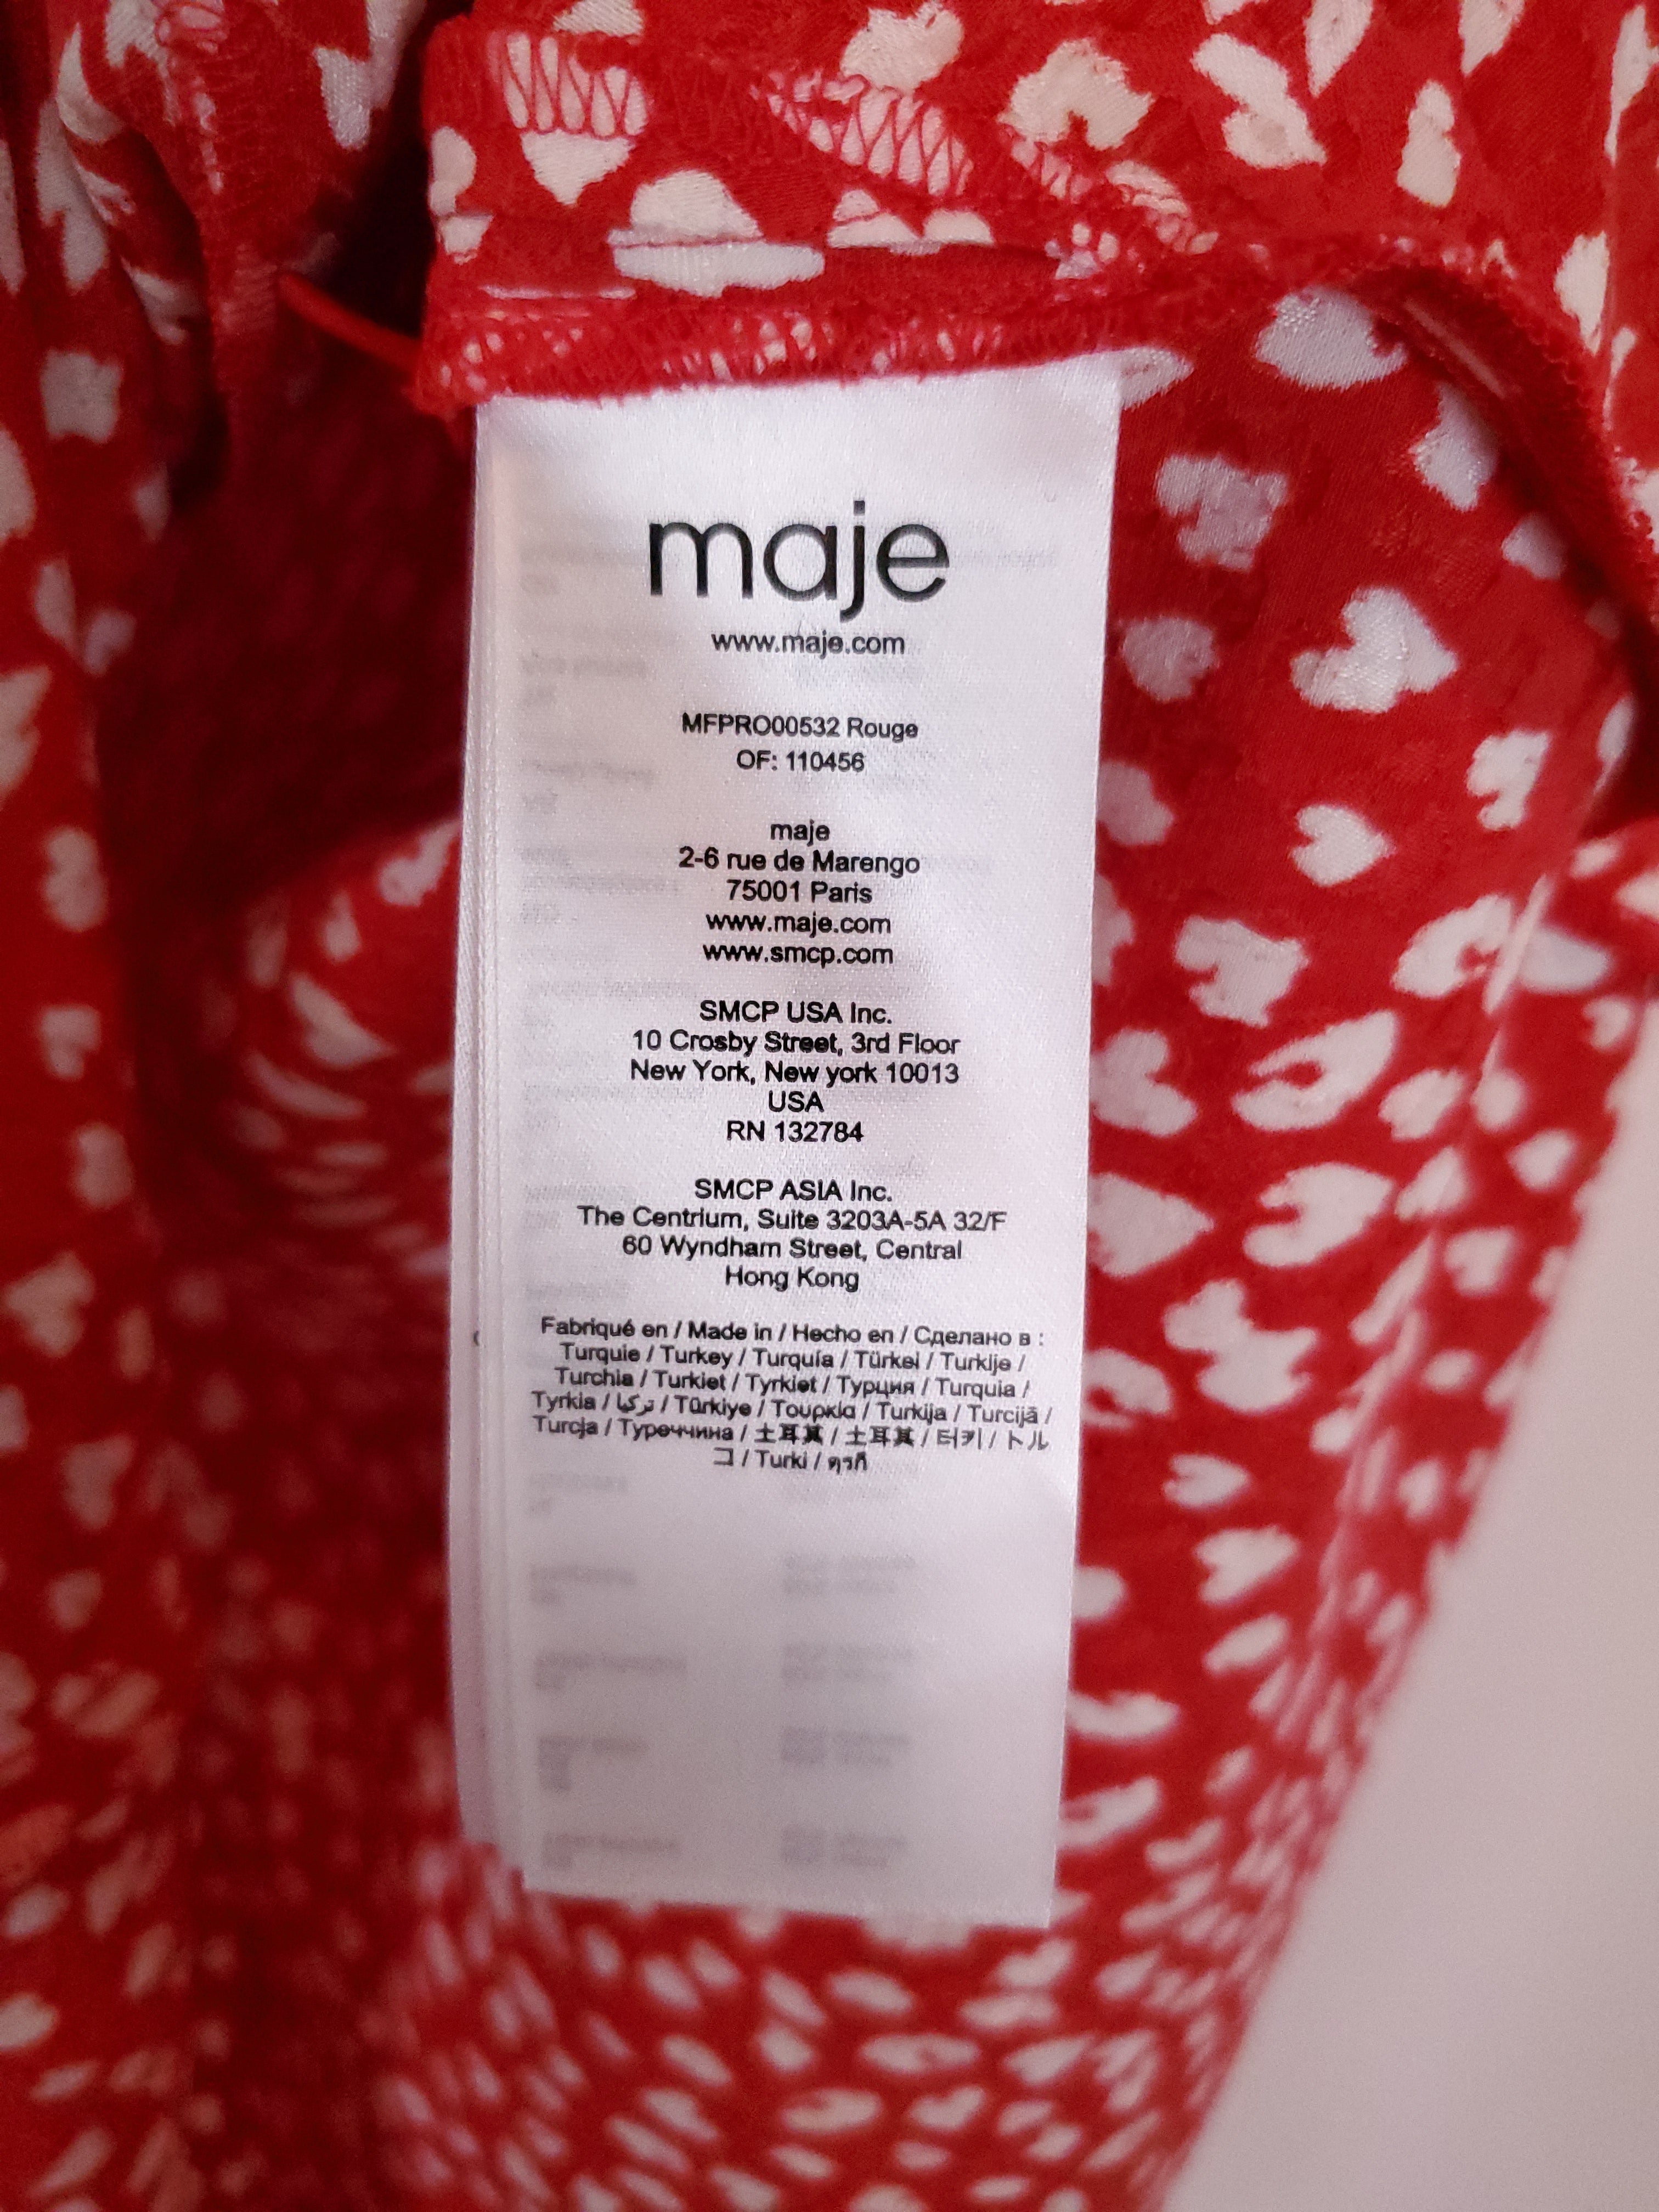 maje
www.maje.com
MFPRO00532 Rouge
OF: 110456
maje
2-6 rue de Marengo
75001 Paris
www.maje.com
www.smcp.com
SMCP USA Inc.
10 Crosby Street, 3rd Floor
New York, New york 10013
USA
RN 132784
SMCP ASIA Inc.
The Centrium, Suite 3203A-5A 32/F
60 Wyndham Street, Central
Hong Kong
Fabriqué en / Made in / Hecho en / Сделано в :
Turquie / Turkey / Turquía / Türkei / Turkije /
Turchia / Turkiet / Tyrkiet / Турция / Turquia /
Tyrkia / تركيا / Türkiye / Τουρκία / Turkija / Turcijā /
Turcja / Туреччина / 土耳其 / 土耳其 / 터키 / トル
コ / Turki / ตุรกี